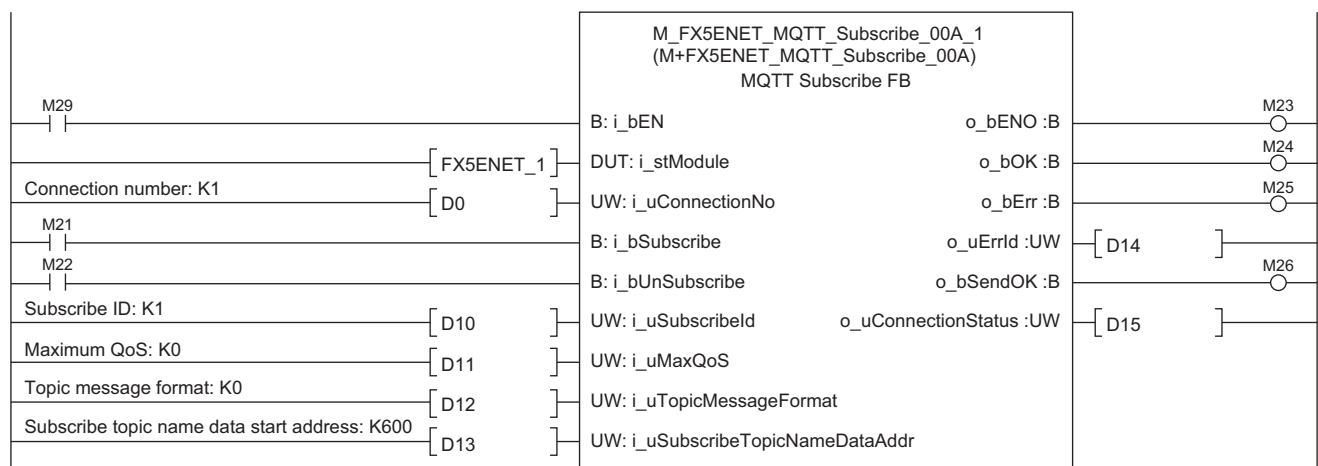 M_FX5ENET_MQTT_Subscribe_00A_1
(M+FX5ENET_MQTT_Subscribe_00A)
MQTT Subscribe FB
M29 B: i_bEN o_bENO :B M23
FX5ENET_1 DUT: i_stModule o_bOK :B M24
Connection number: K1 D0 UW: i_uConnectionNo o_bErr :B M25
M21 B: i_bSubscribe o_uErrId :UW D14
M22 B: i_bUnSubscribe o_bSendOK :B M26
Subscribe ID: K1 D10 UW: i_uSubscribeId o_uConnectionStatus :UW D15
Maximum QoS: K0 D11 UW: i_uMaxQoS
Topic message format: K0 D12 UW: i_uTopicMessageFormat
Subscribe topic name data start address: K600 D13 UW: i_uSubscribeTopicNameDataAddr